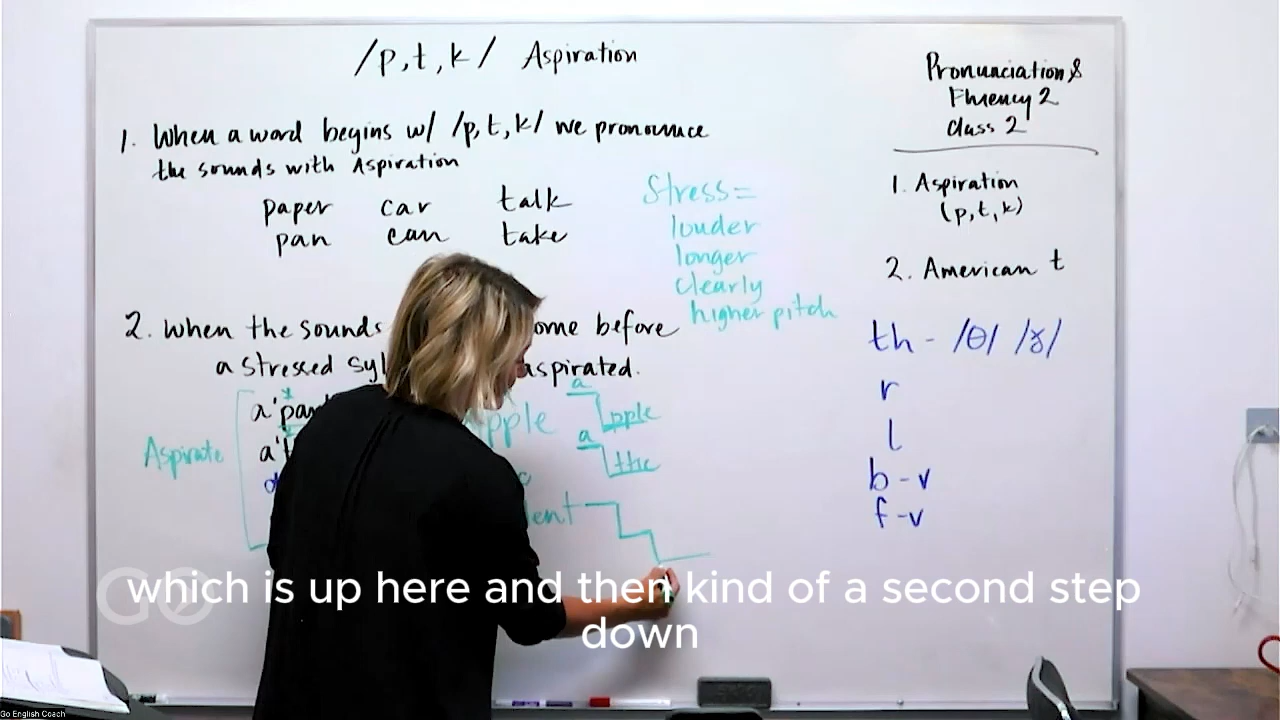 /p, t, k/ Aspiration
1. When a word begins w/ /p, t, k/ we pronounce
the sounds with Aspiration
paper car talk
pan can take
Stress =
louder
longer
clearly
higher pitch
2. When the sounds
ome before
a stressed syl
aspirated.
Aspirate
a
pple
pple
a
thc
ent
Pronunciation &
Fluency 2
Class 2
1. Aspiration
(p, t, k)
2. American t
th - /θ/ /ɣ/
r
l
b - v
f - v
which is up here and then kind of a second step
down
GO
Go English Coach